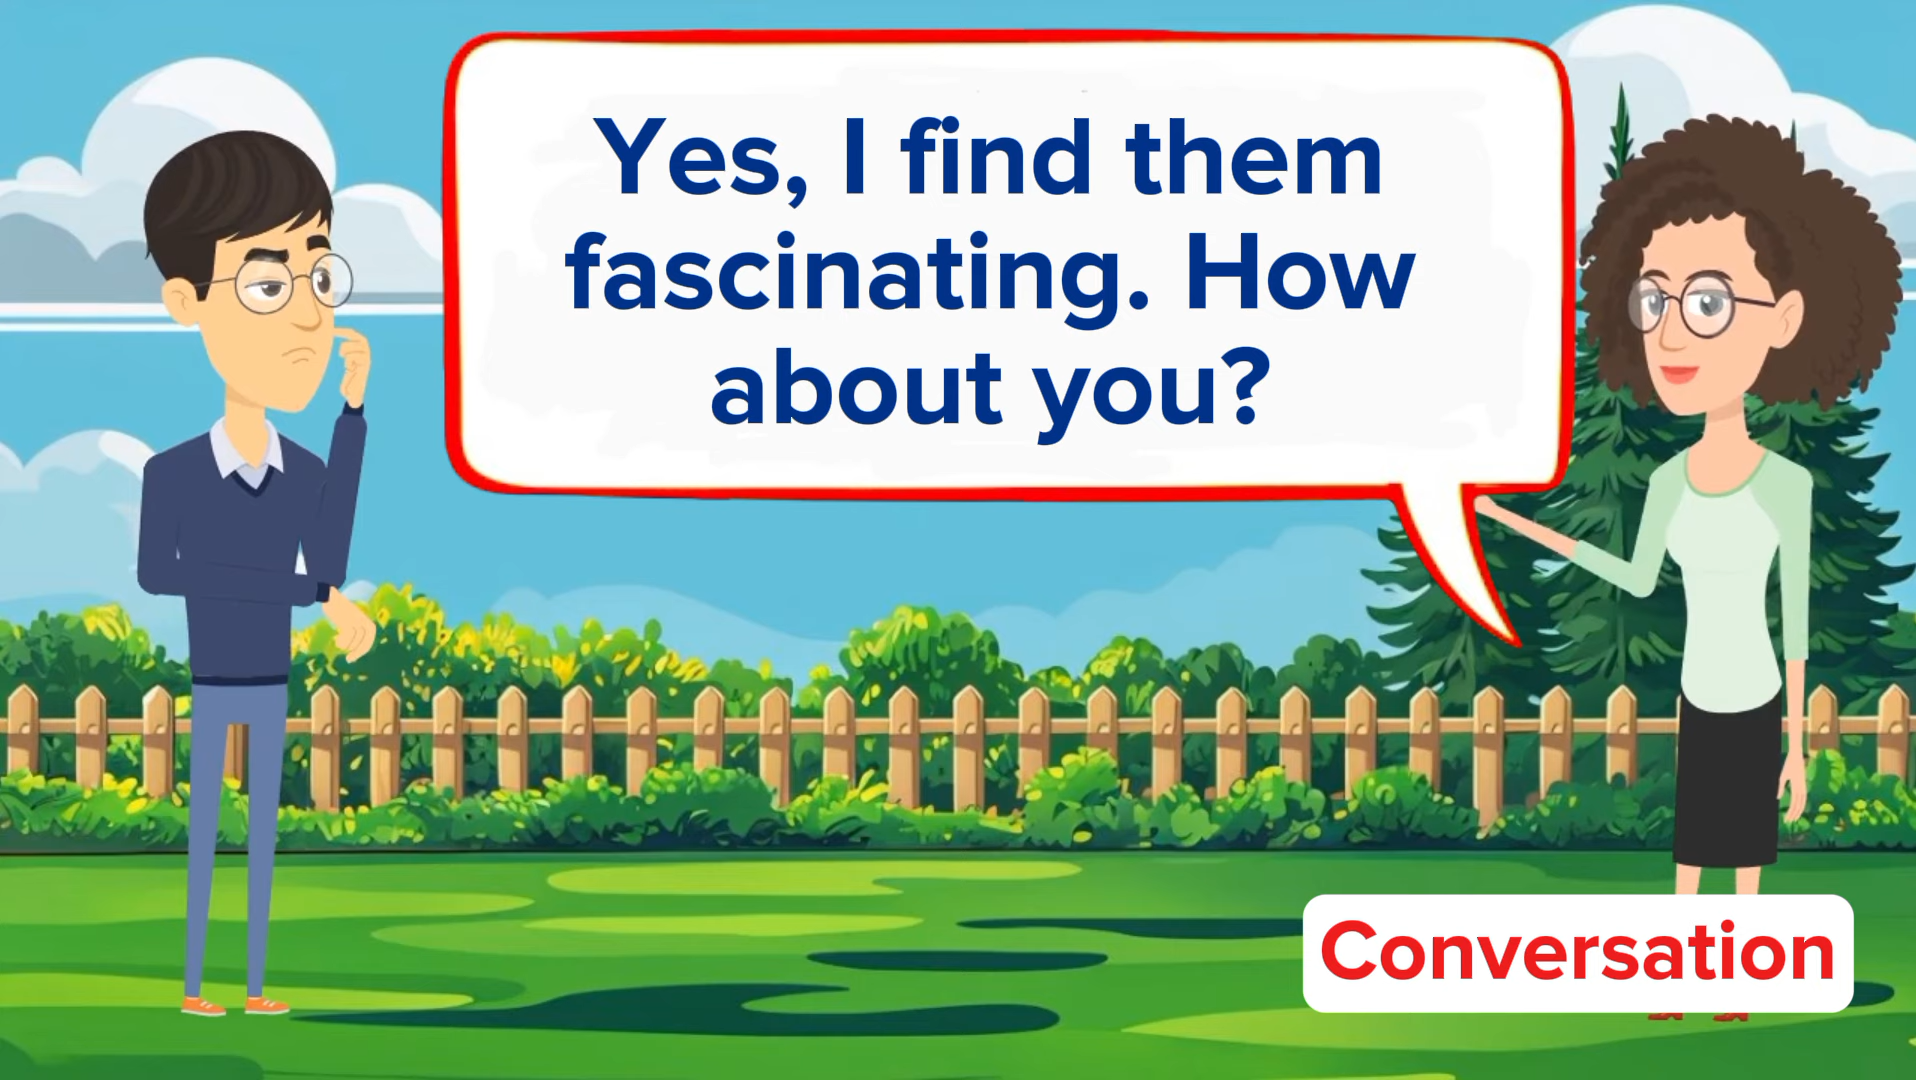 Yes, I find them
fascinating. How
about you?
Conversation